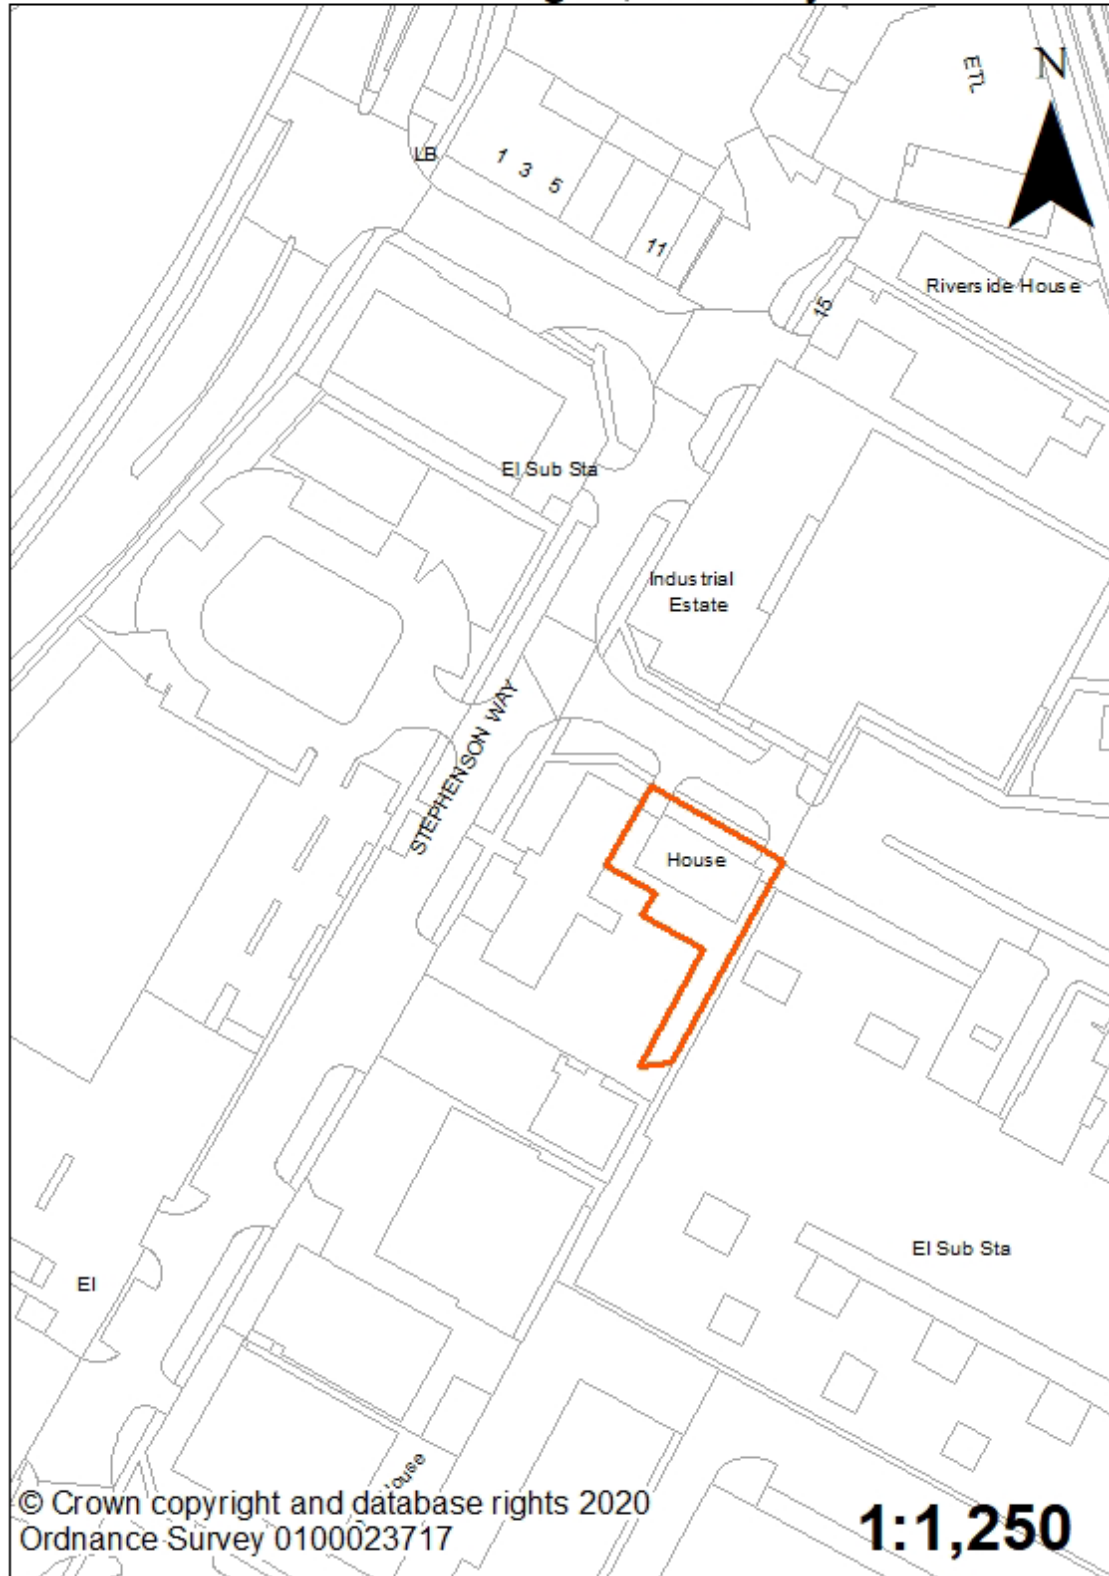 ETL
N
LB
1 3 5
11
Riverside House
15
El Sub Sta
Industrial
Estate
STEPHENSON WAY
House
El Sub Sta
El
© Crown copyright and database rights 2020
Ordnance Survey 0100023717
1:1,250